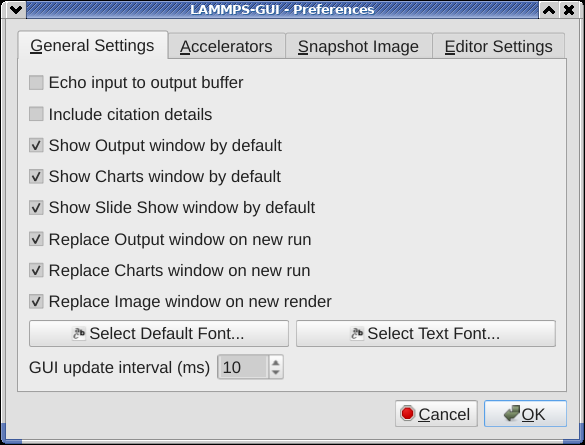 LAMMPS-GUI - Preferences
General Settings Accelerators Snapshot Image Editor Settings
Echo input to output buffer
Include citation details
Show Output window by default
Show Charts window by default
Show Slide Show window by default
Replace Output window on new run
Replace Charts window on new run
Replace Image window on new render
Select Default Font... Select Text Font...
GUI update interval (ms) 10
Cancel OK